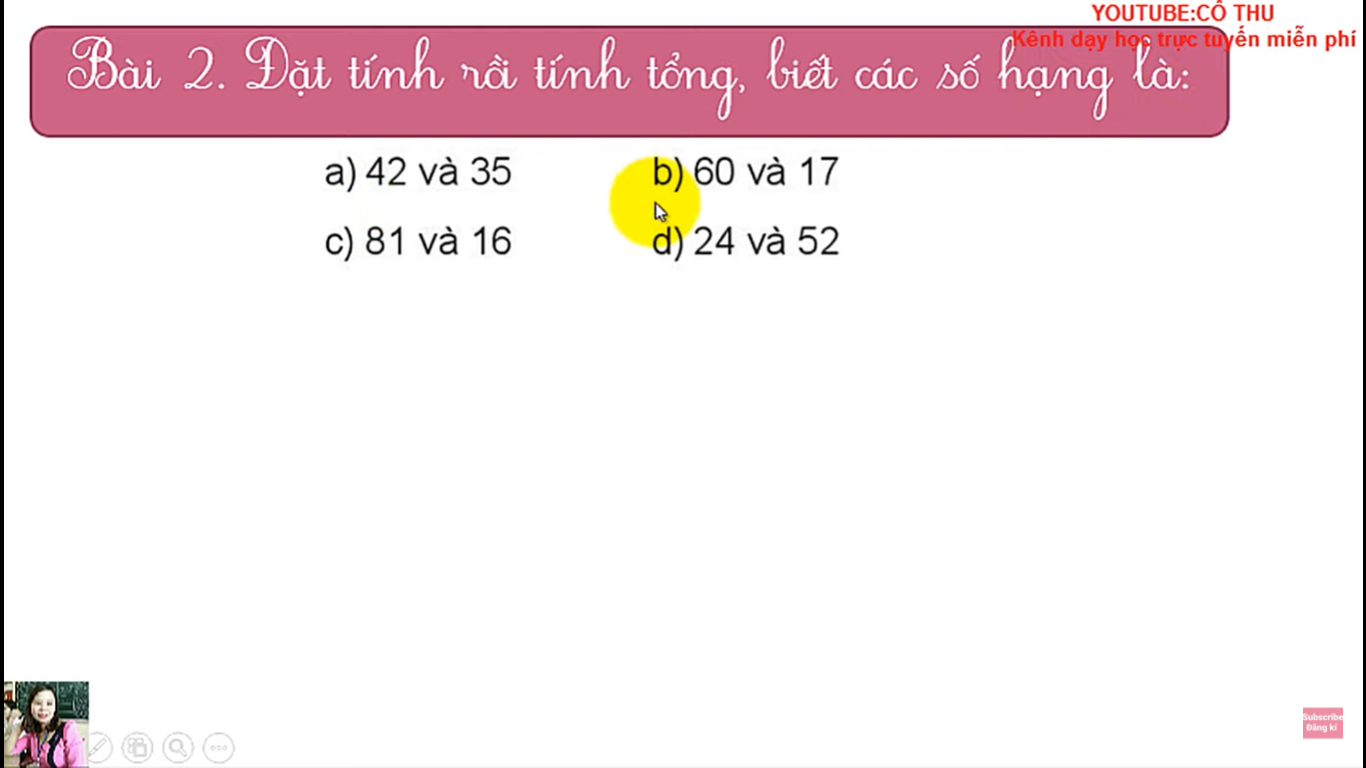 YOUTUBE:CÔ THU
Kênh dạy học trực tuyến miễn phí
Bài 2. Đặt tính rồi tính tổng, biết các số hạng là:
a) 42 và 35
b) 60 và 17
c) 81 và 16
d) 24 và 52
Subscribe
Đăng kí